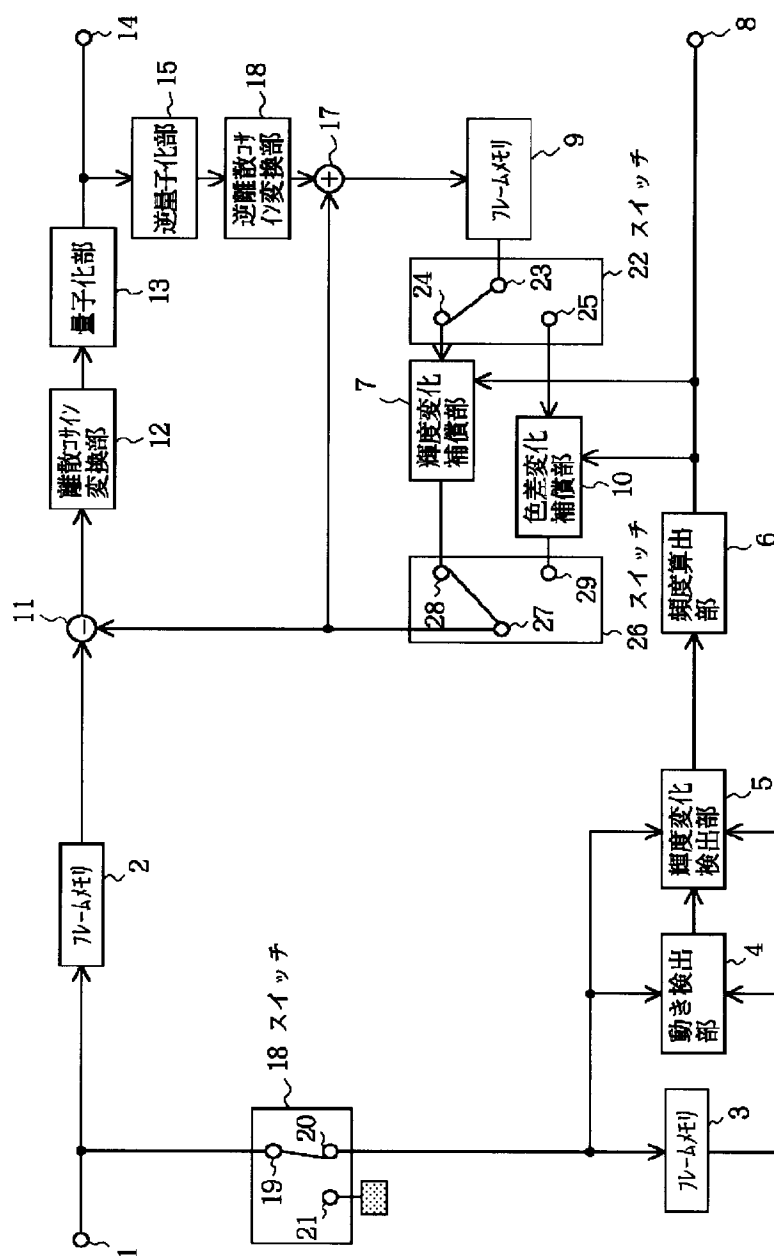 1
フレームメモリ
2
11
離散コサイン
変換部
12
量子化部
13
14
逆量子化部
15
逆離散コサ
イン変換部
18
17
フレームメモリ
9
22 スイッチ
23
24
25
輝度変化
補償部
7
色差変化
補償部
10
26 スイッチ
27
28
29
18 スイッチ
19
20
21
フレームメモリ
3
動き検出
部
4
輝度変化
検出部
5
頻度算出
部
6
8